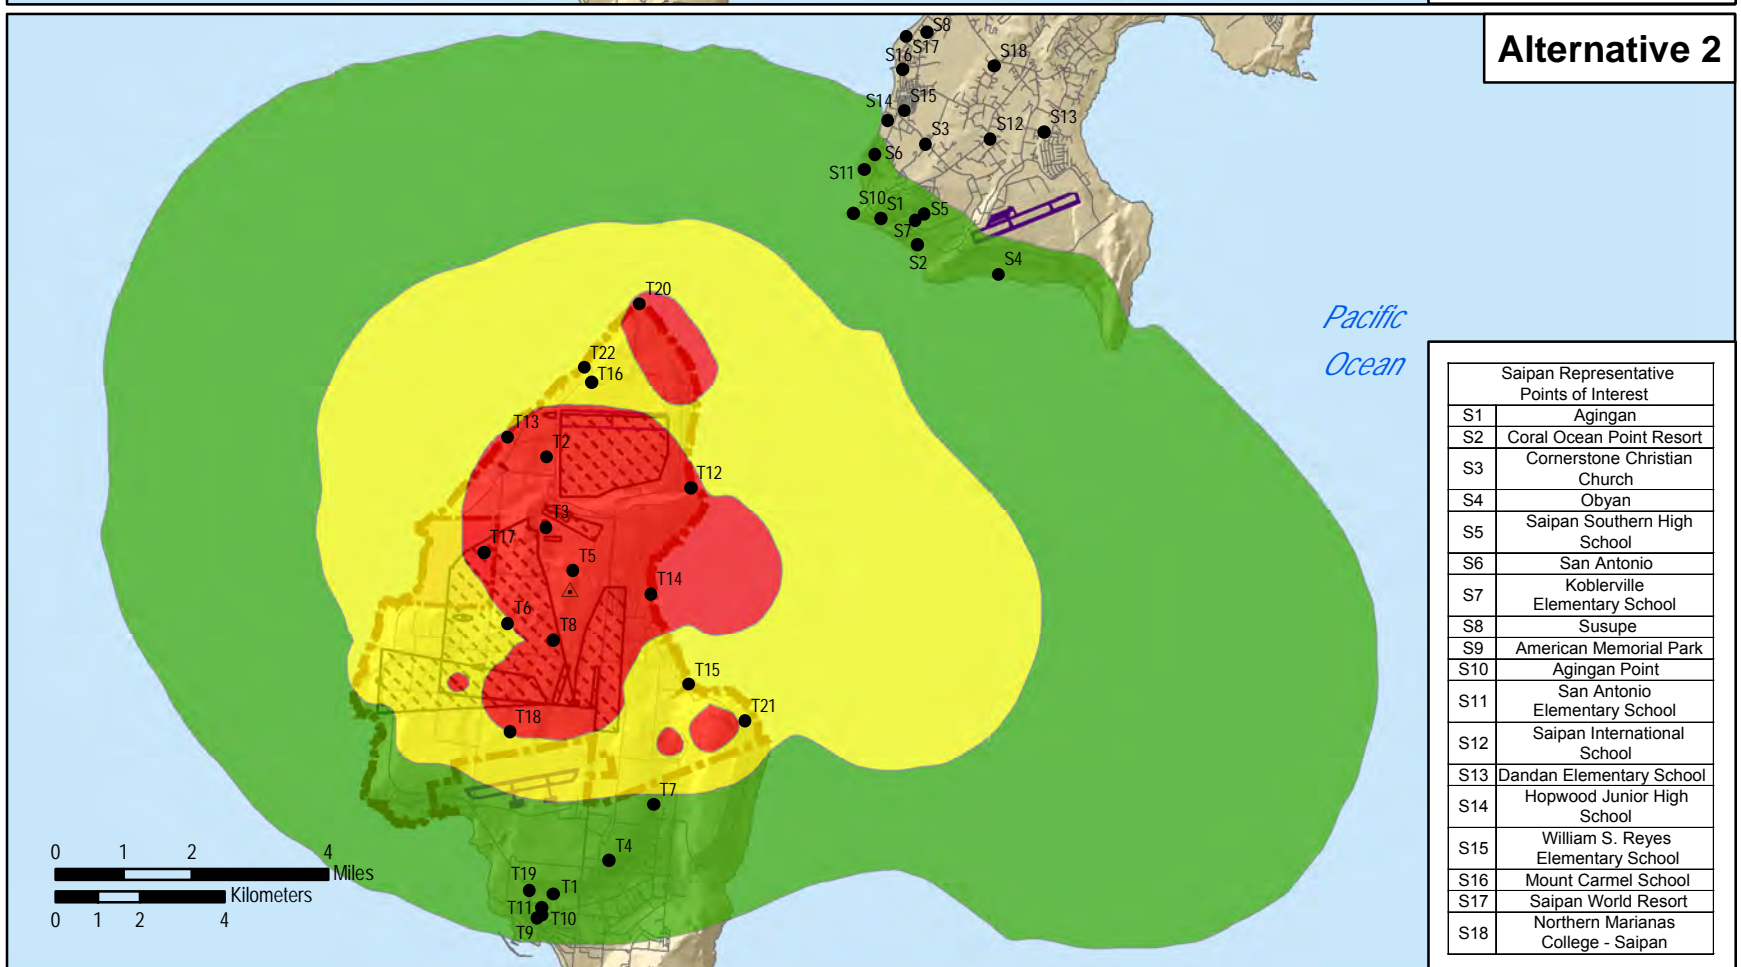 Alternative 2
S8
S17
S16
S18
S15
S14
S12
S13
S3
S6
S11
S10
S1
S5
S7
S2
S4
Pacific
Ocean
T20
T22
T16
T13
T2
T12
T3
T17
T5
T14
T6
T8
T15
T21
T18
T7
T4
T19
T1
T11
T10
T9
0 1 2 4
Miles
Kilometers
0 1 2 4
Saipan Representative
Points of Interest
S1 Agingan
S2 Coral Ocean Point Resort
S3 Cornerstone Christian
Church
S4 Obyan
S5 Saipan Southern High
School
S6 San Antonio
S7 Koblerville
Elementary School
S8 Susupe
S9 American Memorial Park
S10 Agingan Point
S11 San Antonio
Elementary School
S12 Saipan International
School
S13 Dandan Elementary School
S14 Hopwood Junior High
School
S15 William S. Reyes
Elementary School
S16 Mount Carmel School
S17 Saipan World Resort
S18 Northern Marianas
College - Saipan